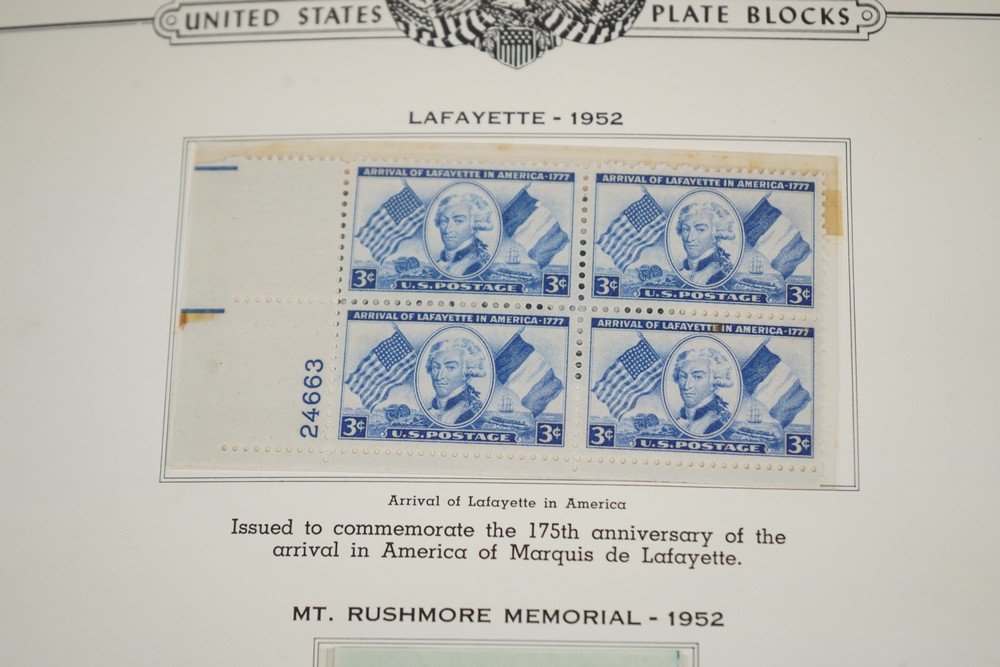 UNITED STATES PLATE BLOCKS
LAFAYETTE - 1952
ARRIVAL OF LAFAYETTE IN AMERICA-1777
3¢ U.S. POSTAGE 3¢
ARRIVAL OF LAFAYETTE IN AMERICA-1777
3¢ U.S. POSTAGE 3¢
ARRIVAL OF LAFAYETTE IN AMERICA-1777
3¢ U.S. POSTAGE 3¢
ARRIVAL OF LAFAYETTE IN AMERICA-1777
3¢ U.S. POSTAGE 3¢
24663
Arrival of Lafayette in America
Issued to commemorate the 175th anniversary of the
arrival in America of Marquis de Lafayette.
MT. RUSHMORE MEMORIAL - 1952